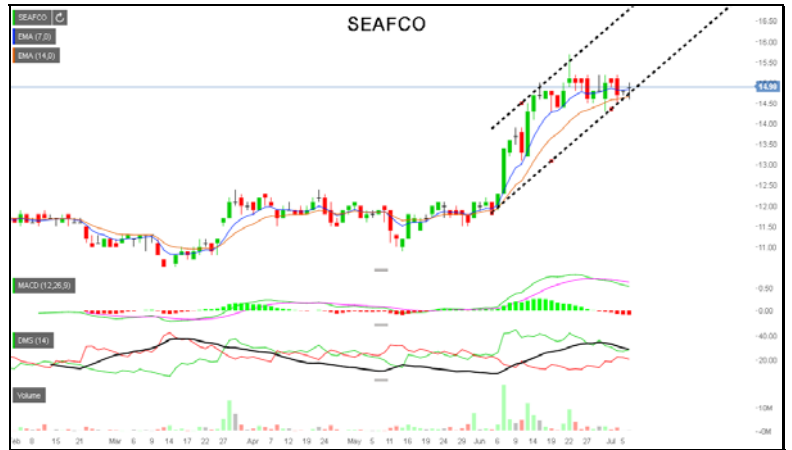 SEAFCO
SEAFCO
EMA (7,0)
EMA (14,0)
16.50
16.00
15.50
14.90
14.50
14.00
13.50
13.00
12.50
12.00
11.50
11.00
MACD (12,26,9)
0.50
0.00
DMS (14)
40.00
20.00
Volume
10M
0M
eb 8 15 21 Mar 6 9 14 17 22 27 Apr 7 12 19 24 May 5 11 16 19 24 29 Jun 6 9 14 19 22 27 Jul 5